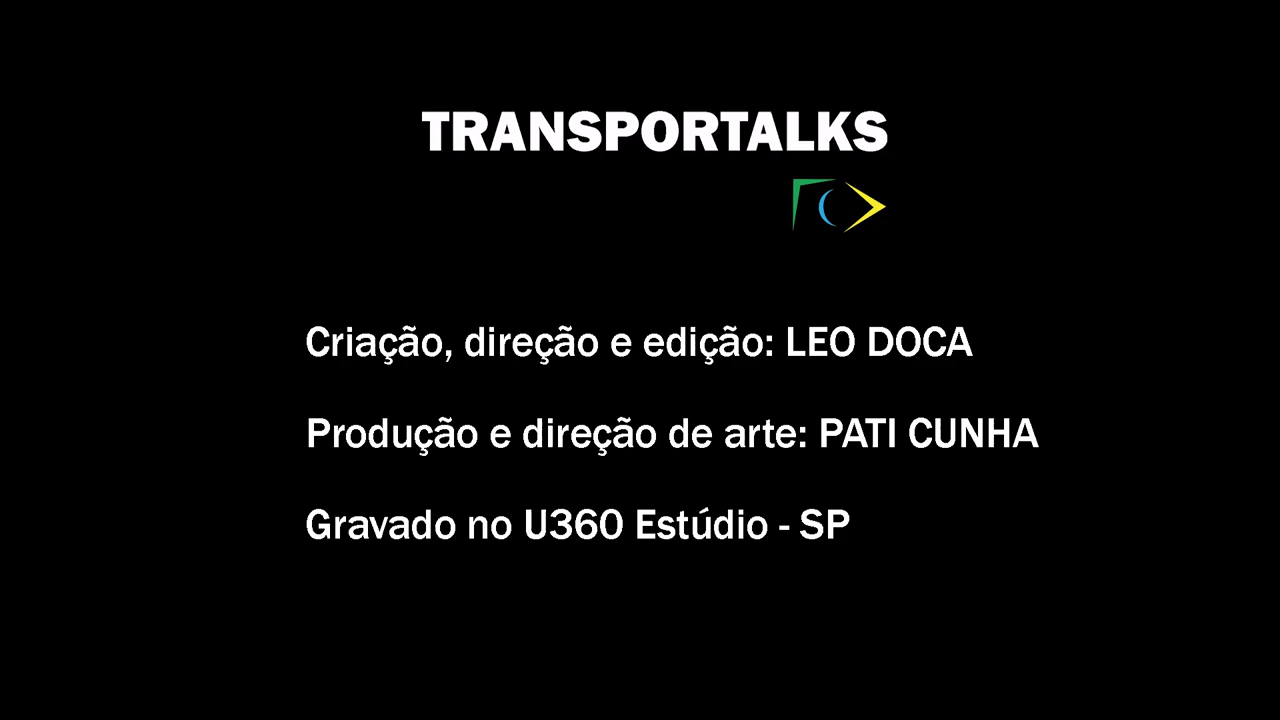 TRANSPORTALKS
Criação, direção e edição: LEO DOCA
Produção e direção de arte: PATI CUNHA
Gravado no U360 Estúdio - SP